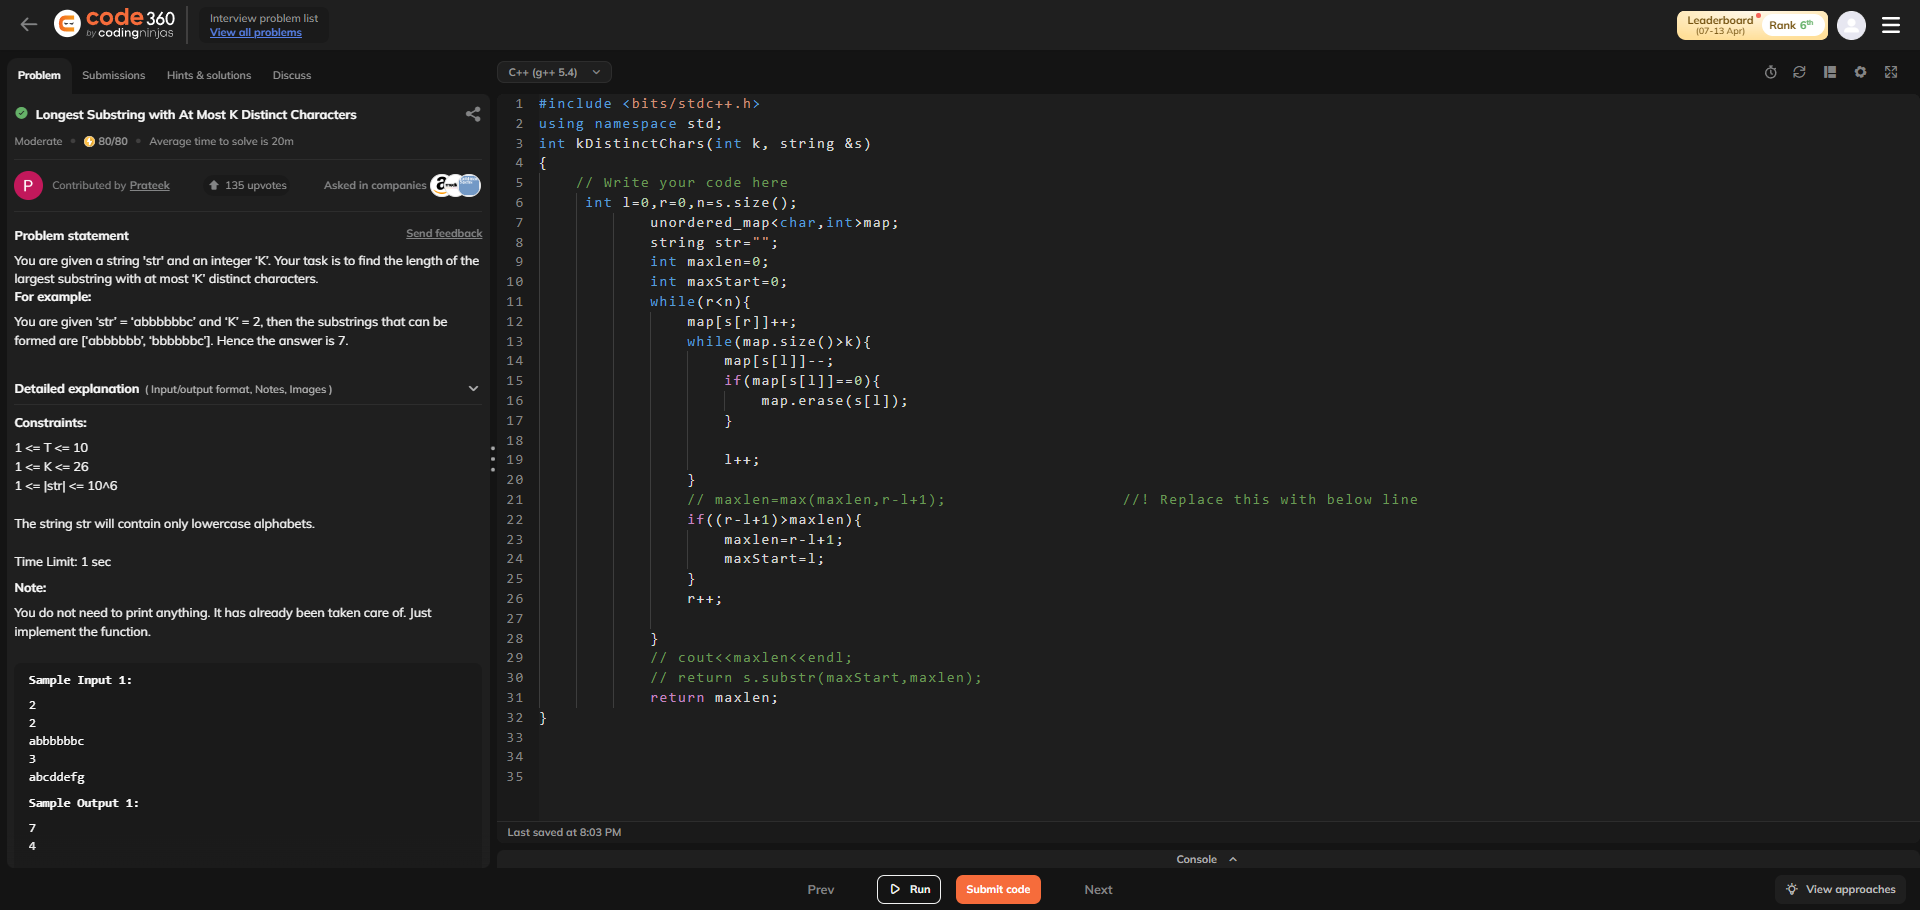 code360
by codingninjas
Interview problem list
View all problems
Leaderboard
(07-13 Apr)
Rank 6th
Problem
Submissions
Hints & solutions
Discuss
Longest Substring with At Most K Distinct Characters
Moderate
80/80
Average time to solve is 20m
P
Contributed by Prateek
135 upvotes
Asked in companies
Problem statement
Send feedback
You are given a string 'str' and an integer ‘K’. Your task is to find the length of the
largest substring with at most ‘K’ distinct characters.
For example:
You are given ‘str’ = ‘abbbbbbc’ and ‘K’ = 2, then the substrings that can be
formed are [‘abbbbbb’, ‘bbbbbbc’]. Hence the answer is 7.
Detailed explanation ( Input/output format, Notes, Images )
Constraints:
1 <= T <= 10
1 <= K <= 26
1 <= |str| <= 10^6
The string str will contain only lowercase alphabets.
Time Limit: 1 sec
Note:
You do not need to print anything. It has already been taken care of. Just
implement the function.
Sample Input 1:
2
2
abbbbbbc
3
abcddefg
Sample Output 1:
7
4
C++ (g++ 5.4)
1 #include <bits/stdc++.h>
2 using namespace std;
3 int kDistinctChars(int k, string &s)
4 {
5 // Write your code here
6 int l=0,r=0,n=s.size();
7 unordered_map<char,int>map;
8 string str="";
9 int maxlen=0;
10 int maxStart=0;
11 while(r<n){
12 map[s[r]]++;
13 while(map.size()>k){
14 map[s[l]]--;
15 if(map[s[l]]==0){
16 map.erase(s[l]);
17 }
18
19 l++;
20 }
21 // maxlen=max(maxlen,r-l+1); //! Replace this with below line
22 if((r-l+1)>maxlen){
23 maxlen=r-l+1;
24 maxStart=l;
25 }
26 r++;
27
28 }
29 // cout<<maxlen<<endl;
30 // return s.substr(maxStart,maxlen);
31 return maxlen;
32 }
33
34
35
Last saved at 8:03 PM
Console
Prev
Run
Submit code
Next
View approaches